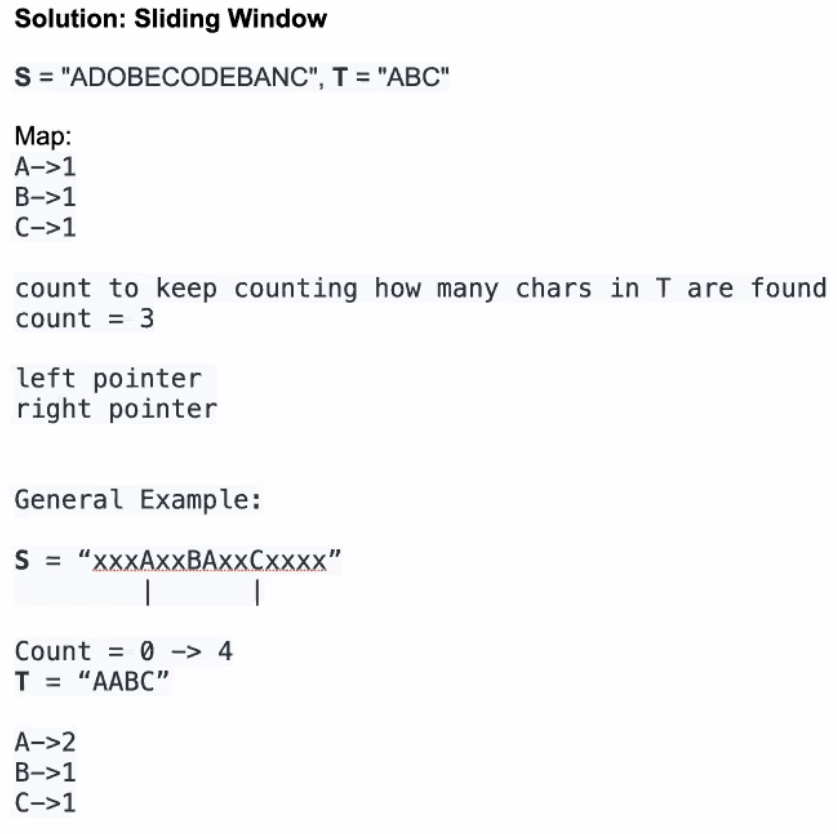 Solution: Sliding Window
S = "ADOBECODEBANC", T = "ABC"
Map:
A->1
B->1
C->1
count to keep counting how many chars in T are found
count = 3
left pointer
right pointer
General Example:
S = “xxxAxxBAxxCxxxx”
| |
Count = 0 -> 4
T = “AABC”
A->2
B->1
C->1